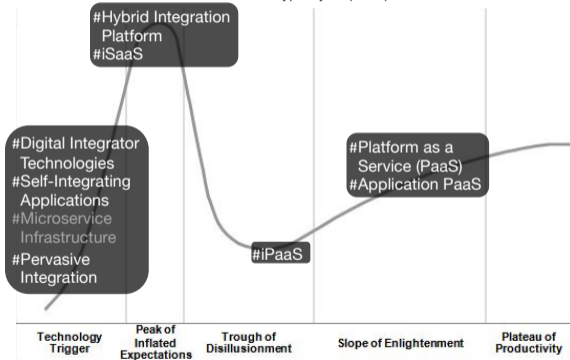 #Hybrid Integration
Platform
#iSaaS
#Digital Integrator
Technologies
#Self-Integrating
Applications
#Microservice
Infrastructure
#Pervasive
Integration
#Platform as a
Service (PaaS)
#Application PaaS
#iPaaS
Technology
Trigger
Peak of
Inflated
Expectations
Trough of
Disillusionment
Slope of Enlightenment
Plateau of
Productivity